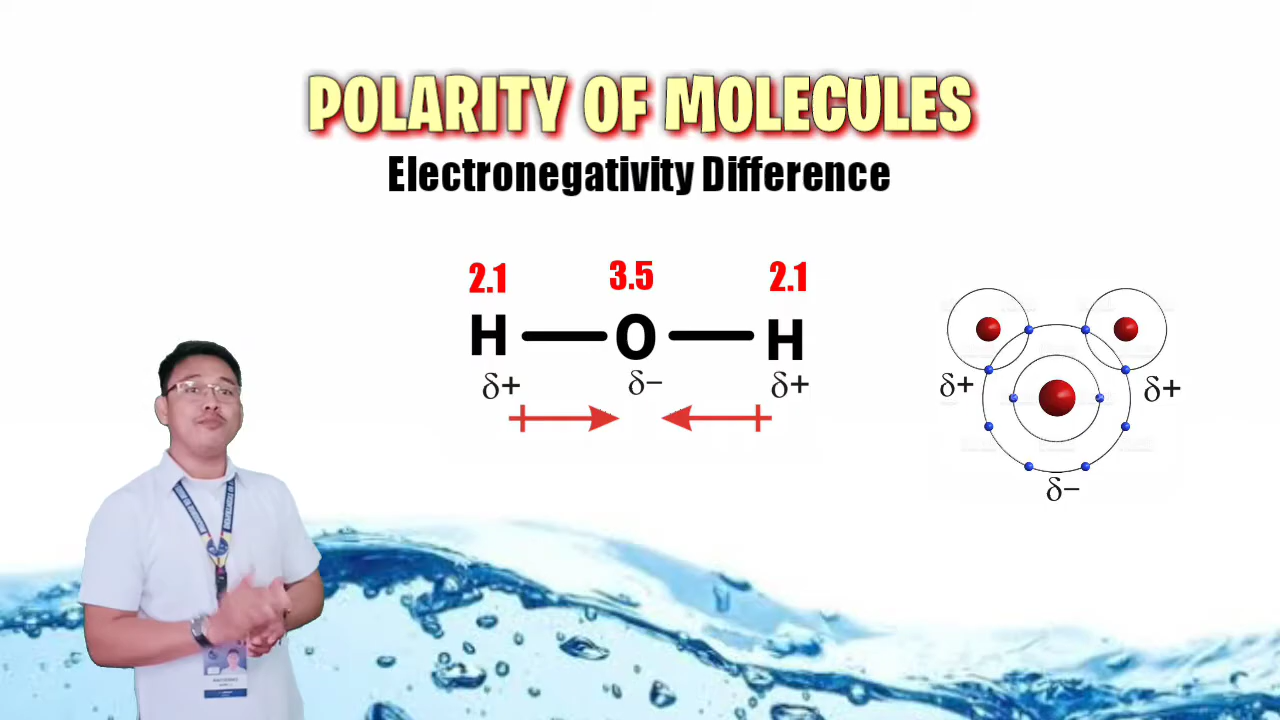 POLARITY OF MOLECULES
Electronegativity Difference
2.1 3.5 2.1
H O H
δ+ δ− δ+
δ+ δ+
δ−